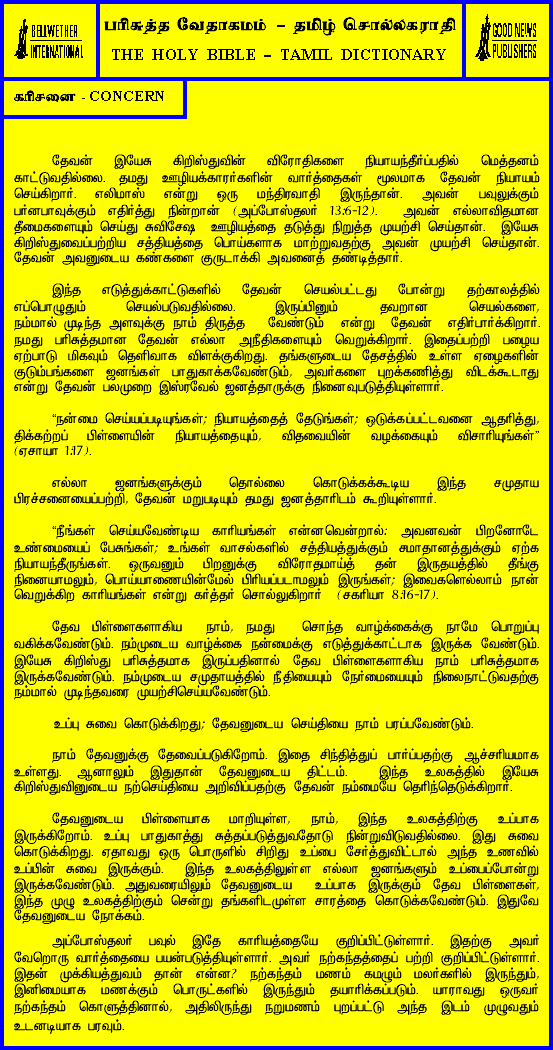 BELLWETHER
INTERNATIONAL
பரிசுத்த வேதாகமம் – தமிழ் சொல்லகராதி
THE HOLY BIBLE – TAMIL DICTIONARY
GOOD NEWS
PUBLISHERS
கரிசனை - CONCERN
தேவன் இயேசு கிறிஸ்துவின் விரோதிகளை நியாயந்தீர்ப்பதில் மெத்தனம்
காட்டுவதில்லை. தமது ஊழியக்காரர்களின் வார்த்தைகள் மூலமாக தேவன் நியாயம்
செய்கிறார். எலிமாஸ் என்று ஒரு மந்திரவாதி இருந்தான். அவன் பவுலுக்கும்
பர்னபாவுக்கும் எதிர்த்து நின்றான் (அப்போஸ்தலர் 13:6-12). அவன் எல்லாவிதமான
தீமைகளையும் செய்து சுவிசேஷ ஊழியத்தை தடுத்து நிறுத்த முயற்சி செய்தான். இயேசு
கிறிஸ்துவைப்பற்றிய சத்தியத்தை பொய்களாக மாற்றுவதற்கு அவன் முயற்சி செய்தான்.
தேவன் அவனுடைய கண்களை குருடாக்கி அவனைத் தண்டித்தார்.
இந்த எடுத்துக்காட்டுகளில் தேவன் செயல்பட்டது போன்று தற்காலத்தில்
எப்பொழுதும் செயல்படுவதில்லை. இருப்பினும் தவறான செயல்களை,
நம்மால் முடிந்த அளவுக்கு நாம் திருத்த வேண்டும் என்று தேவன் எதிர்பார்க்கிறார்.
நமது பரிசுத்தமான தேவன் எல்லா அநீதிகளையும் வெறுக்கிறார். இதைப்பற்றி பழைய
ஏற்பாடு மிகவும் தெளிவாக விளக்குகிறது. தங்களுடைய தேசத்தில் உள்ள ஏழைகளின்
குடும்பங்களை ஜனங்கள் பாதுகாக்கவேண்டும், அவர்களை புறக்கணித்து விடக்கூடாது
என்று தேவன் பலமுறை இஸ்ரவேல் ஜனத்தாருக்கு நினைவுபடுத்தியுள்ளார்.
“நன்மை செய்யப்படியுங்கள்; நியாயத்தைத் தேடுங்கள்; ஒடுக்கப்பட்டவனை ஆதரித்து,
திக்கற்றப் பிள்ளையின் நியாயத்தையும், விதவையின் வழக்கையும் விசாரியுங்கள்”
(ஏசாயா 1:17).
எல்லா ஜனங்களுக்கும் தொல்லை கொடுக்கக்கூடிய இந்த சமுதாய
பிரச்சனையைப்பற்றி, தேவன் மறுபடியும் தமது ஜனத்தாரிடம் கூறியுள்ளார்.
“நீங்கள் செய்யவேண்டிய காரியங்கள் என்னவென்றால்: அவனவன் பிறனோடே
உண்மையைப் பேசுங்கள்; உங்கள் வாசல்களில் சத்தியத்துக்கும் சமாதானத்துக்கும் ஏற்க
நியாயந்தீருங்கள். ஒருவனும் பிறனுக்கு விரோதமாய்த் தன் இருதயத்தில் தீங்கு
நினையாமலும், பொய்யாணையின்மேல் பிரியப்படாமலும் இருங்கள்; இவைகளெல்லாம் நான்
வெறுக்கிற காரியங்கள் என்று கர்த்தர் சொல்லுகிறார் (சகரியா 8:16-17).
தேவ பிள்ளைகளாகிய நாம், நமது சொந்த வாழ்க்கைக்கு நாமே பொறுப்பு
வகிக்கவேண்டும். நம்முடைய வாழ்க்கை நன்மைக்கு எடுத்துக்காட்டாக இருக்க வேண்டும்.
இயேசு கிறிஸ்து பரிசுத்தமாக இருப்பதினால் தேவ பிள்ளைகளாகிய நாம் பரிசுத்தமாக
இருக்கவேண்டும். நம்முடைய சமுதாயத்தில் நீதியையும் நேர்மையையும் நிலைநாட்டுவதற்கு
நம்மால் முடிந்தவரை முயற்சிசெய்யவேண்டும்.
உப்பு சுவை கொடுக்கிறது; தேவனுடைய செய்தியை நாம் பரப்பவேண்டும்.
நாம் தேவனுக்கு தேவைப்படுகிறோம். இதை சிந்தித்துப் பார்ப்பதற்கு ஆச்சரியமாக
உள்ளது. ஆனாலும் இதுதான் தேவனுடைய திட்டம். இந்த உலகத்தில் இயேசு
கிறிஸ்துவினுடைய நற்செய்தியை அறிவிப்பதற்கு தேவன் நம்மையே தெரிந்தெடுக்கிறார்.
தேவனுடைய பிள்ளையாக மாறியுள்ள, நாம், இந்த உலகத்திற்கு உப்பாக
இருக்கிறோம். உப்பு பாதுகாத்து சுத்தப்படுத்துவதோடு நின்றுவிடுவதில்லை. இது சுவை
கொடுக்கிறது. ஏதாவது ஒரு பொருளில் சிறிது உப்பை சேர்த்துவிட்டால் அந்த உணவில்
உப்பின் சுவை இருக்கும். இந்த உலகத்திலுள்ள எல்லா ஜனங்களும் உப்பைப்போன்று
இருக்கவேண்டும். அதுவரையிலும் தேவனுடைய உப்பாக இருக்கும் தேவ பிள்ளைகள்,
இந்த முழு உலகத்திற்கும் சென்று தங்களிடமுள்ள சாரத்தை கொடுக்கவேண்டும். இதுவே
தேவனுடைய நோக்கம்.
அப்போஸ்தலர் பவுல் இதே காரியத்தையே குறிப்பிட்டுள்ளார். இதற்கு அவர்
வேறொரு வார்த்தையை பயன்படுத்தியுள்ளார். அவர் நற்கந்தத்தைப் பற்றி குறிப்பிட்டுள்ளார்.
இதன் முக்கியத்துவம் தான் என்ன? நற்கந்தம் மணம் கமழும் மலர்களில் இருந்தும்,
இனிமையாக மணக்கும் பொருட்களில் இருந்தும் தயாரிக்கப்படும். யாராவது ஒருவர்
நற்கந்தம் கொளுத்தினால், அதிலிருந்து நறுமணம் புறப்பட்டு அந்த இடம் முழுவதும்
உடனடியாக பரவும்.